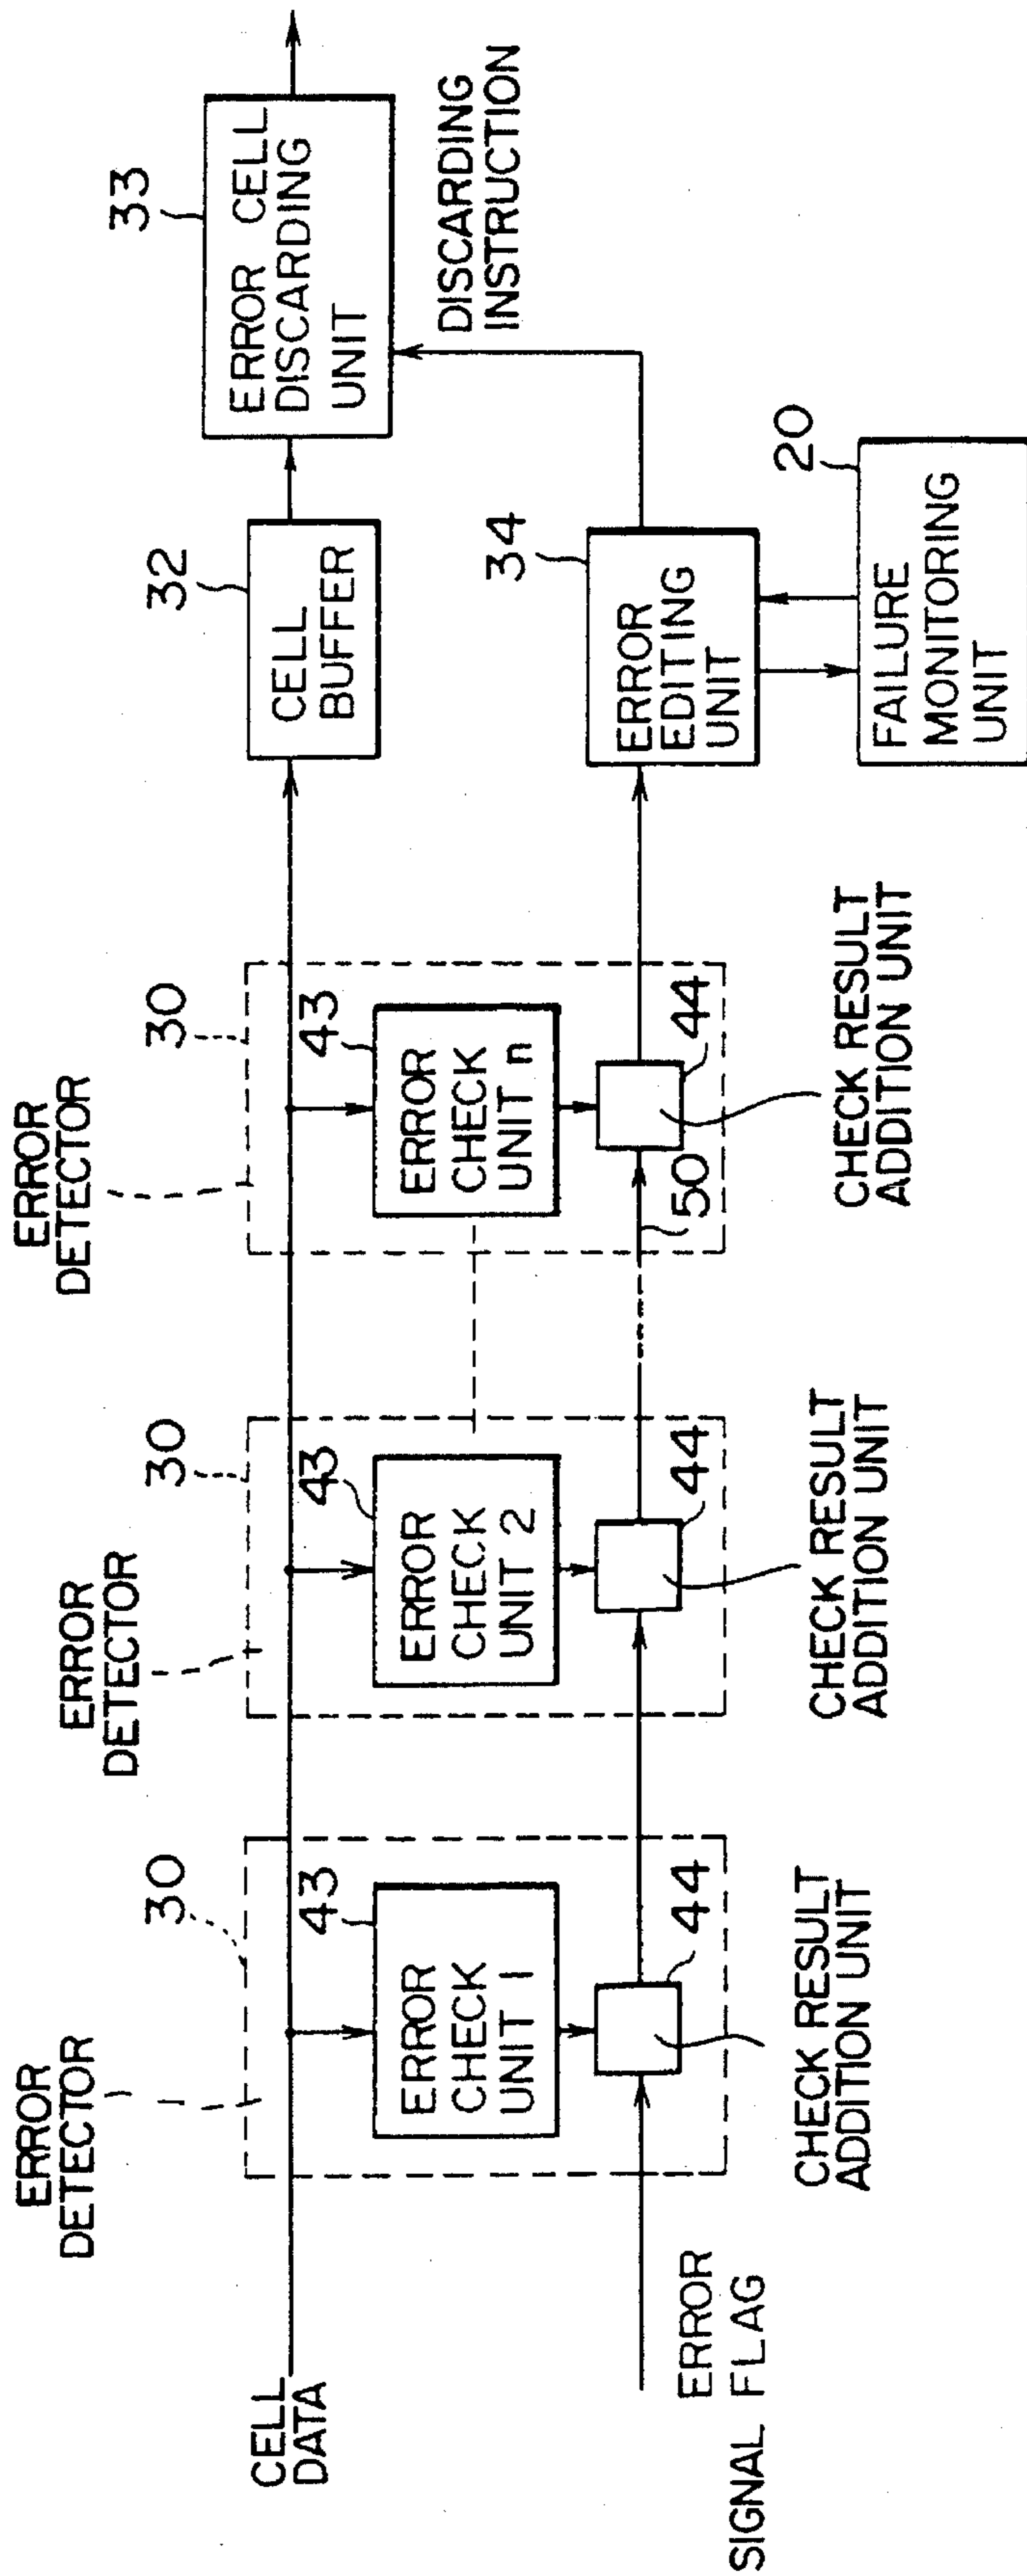 ERROR
DETECTOR
30
43
ERROR
CHECK
UNIT 1
44
CHECK RESULT
ADDITION UNIT
CELL
DATA
ERROR
SIGNAL FLAG
ERROR
DETECTOR
30
43
ERROR
CHECK
UNIT 2
44
CHECK RESULT
ADDITION UNIT
ERROR
DETECTOR
30
43
ERROR
CHECK
UNIT n
50
44
CHECK RESULT
ADDITION UNIT
32
CELL
BUFFER
33
ERROR CELL
DISCARDING
UNIT
DISCARDING
INSTRUCTION
34
ERROR
EDITING
UNIT
20
FAILURE
MONITORING
UNIT